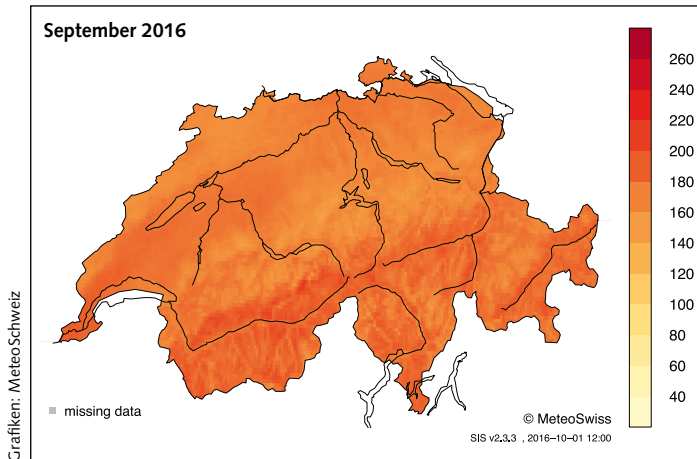 September 2016
260
240
220
200
180
160
140
120
100
80
60
40
Grafiken: MeteoSchweiz
missing data
© MeteoSwiss
SIS v2.3.3 , 2016–10–01 12:00